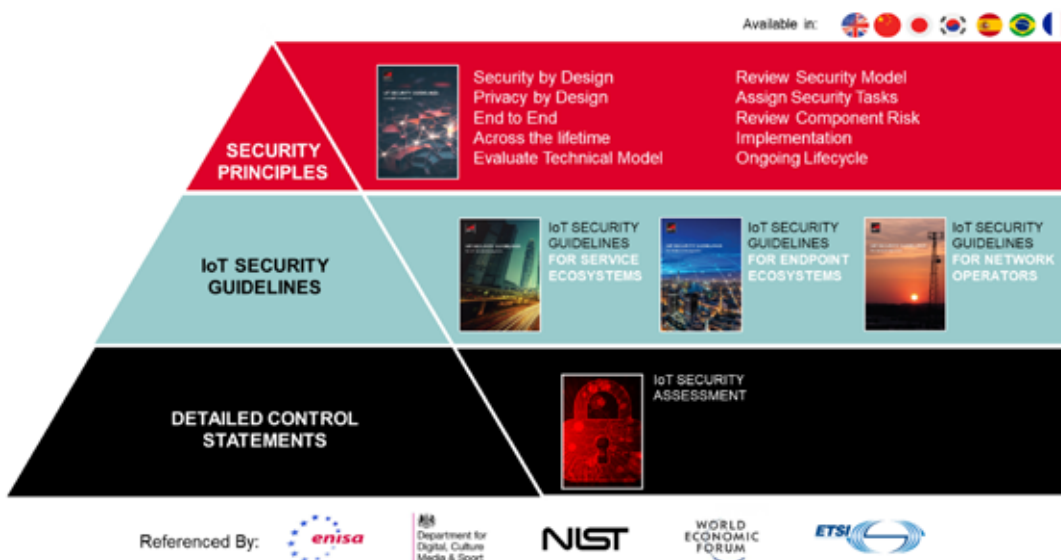 Available in:
SECURITY
PRINCIPLES
Security by Design
Privacy by Design
End to End
Across the lifetime
Evaluate Technical Model
Review Security Model
Assign Security Tasks
Review Component Risk
Implementation
Ongoing Lifecycle
IoT SECURITY
GUIDELINES
IoT SECURITY
GUIDELINES
FOR SERVICE
ECOSYSTEMS
IoT SECURITY
GUIDELINES
FOR ENDPOINT
ECOSYSTEMS
IoT SECURITY
GUIDELINES
FOR NETWORK
OPERATORS
DETAILED CONTROL
STATEMENTS
IoT SECURITY
ASSESSMENT
Referenced By:
enisa
Department for
Digital, Culture
Media & Sport
NIST
WORLD
ECONOMIC
FORUM
ETSI